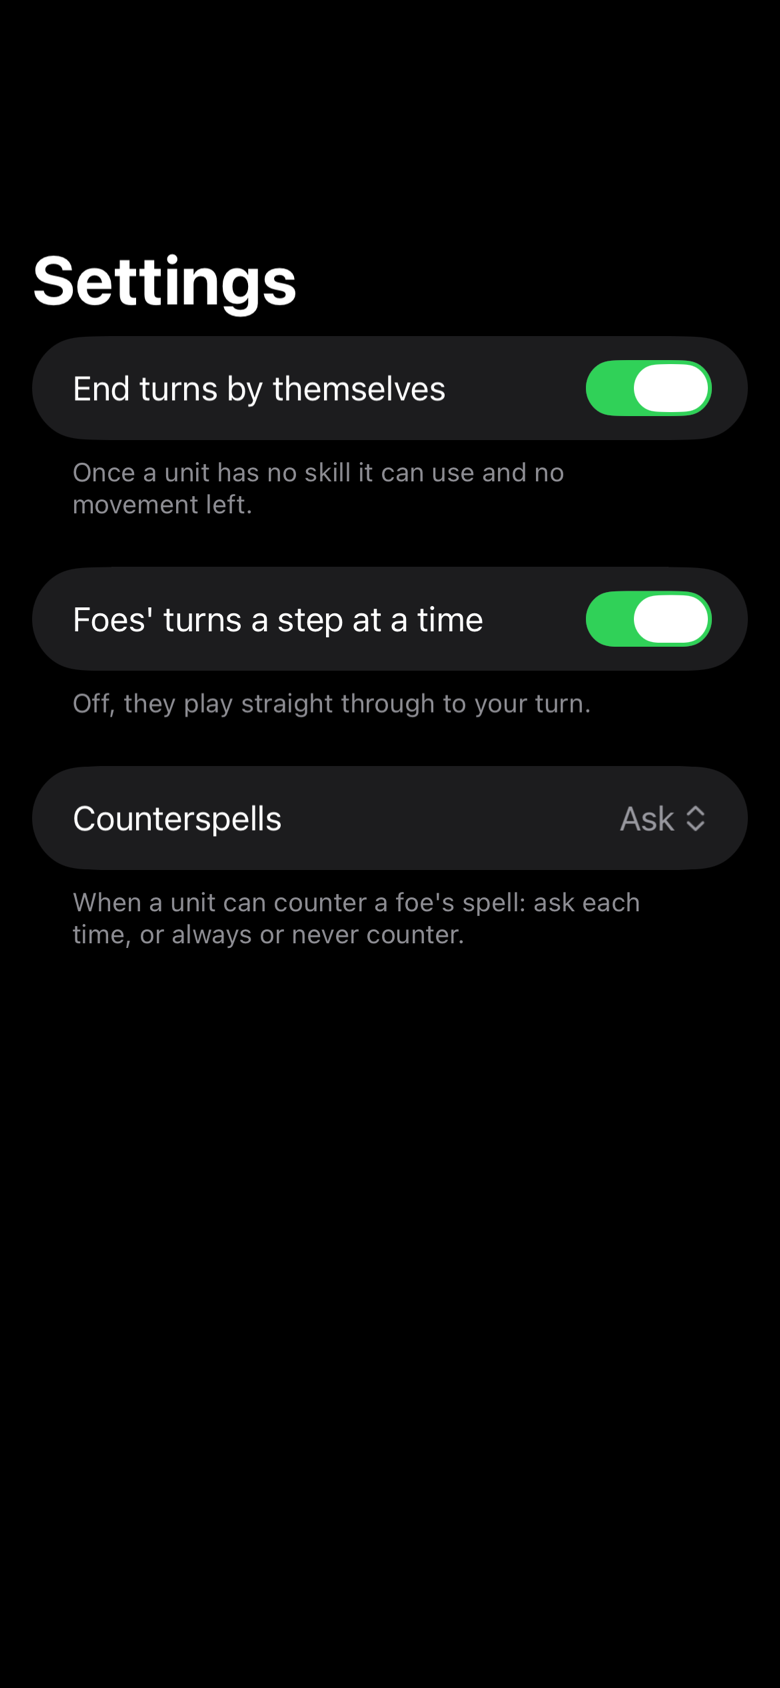 Settings
End turns by themselves
Once a unit has no skill it can use and no
movement left.
Foes' turns a step at a time
Off, they play straight through to your turn.
Counterspells
Ask
When a unit can counter a foe's spell: ask each
time, or always or never counter.